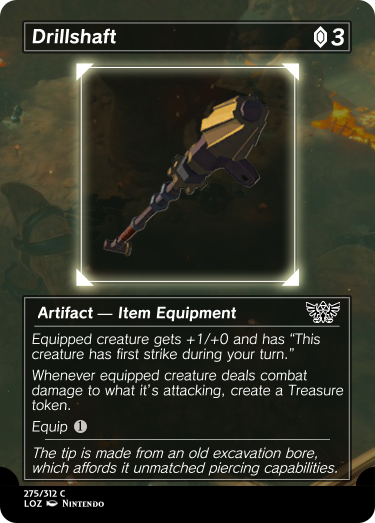 Drillshaft 3
Artifact — Item Equipment
Equipped creature gets +1/+0 and has “This
creature has first strike during your turn.”
Whenever equipped creature deals combat
damage to what it’s attacking, create a Treasure
token.
Equip 1
The tip is made from an old excavation bore,
which affords it unmatched piercing capabilities.
275/312 C
LOZ Nintendo